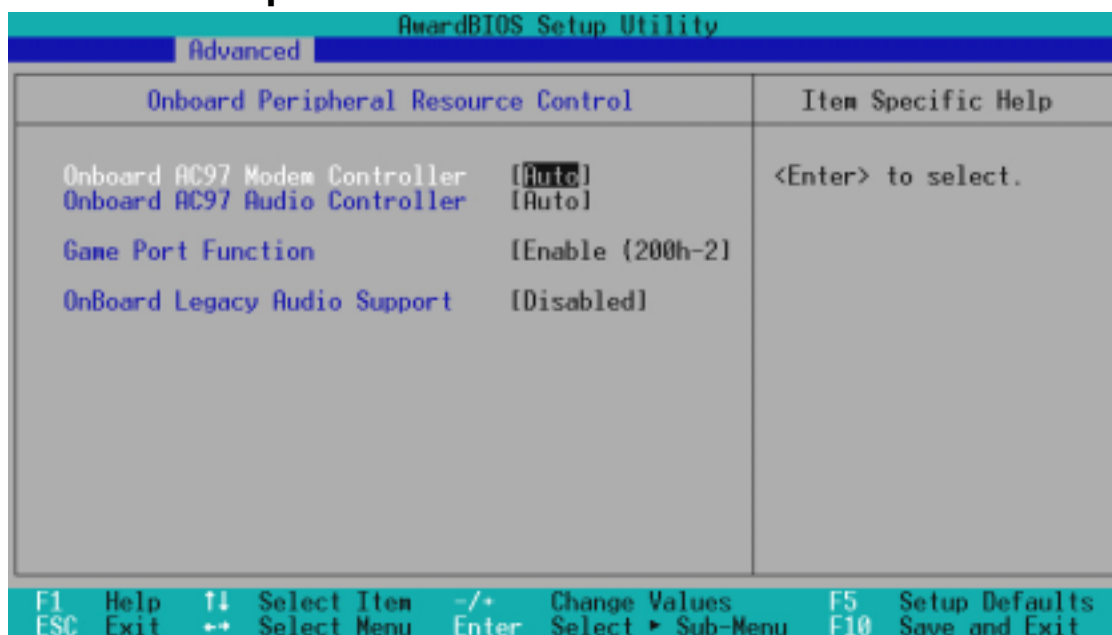 AwardBIOS Setup Utility
Advanced
Onboard Peripheral Resource Control
Item Specific Help
Onboard AC97 Modem Controller [Auto]
<Enter> to select.
Onboard AC97 Audio Controller [Auto]
Game Port Function [Enable (200h-2]
OnBoard Legacy Audio Support [Disabled]
F1 Help ↑↓ Select Item -/+ Change Values F5 Setup Defaults
ESC Exit ←→ Select Menu Enter Select ► Sub-Menu F10 Save and Exit